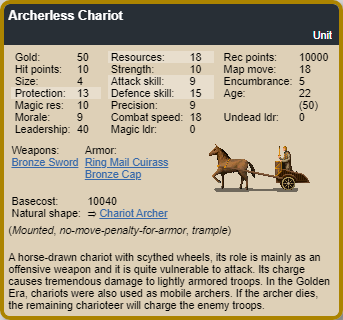 Archerless Chariot
Unit
Gold: 50 Resources: 18 Rec points: 10000
Hit points: 10 Strength: 10 Map move: 18
Size: 4 Attack skill: 9 Encumbrance: 5
Protection: 13 Defence skill: 15 Age: 22
Magic res: 10 Precision: 9 (50)
Morale: 9 Combat speed: 18 Undead ldr: 0
Leadership: 40 Magic ldr: 0
Weapons: Armor:
Bronze Sword Ring Mail Cuirass
Bronze Cap
Basecost: 10040
Natural shape: ⇒ Chariot Archer
(Mounted, no-move-penalty-for-armor, trample)
A horse-drawn chariot with scythed wheels, its role is mainly as an
offensive weapon and it is quite vulnerable to attack. Its charge
causes tremendous damage to lightly armored troops. In the Golden
Era, chariots were also used as mobile archers. If the archer dies,
the remaining charioteer will charge the enemy troops.